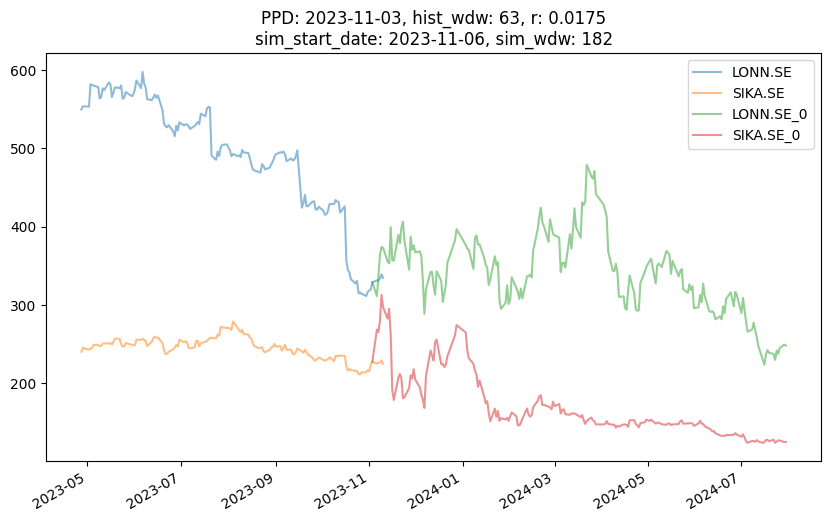 PPD: 2023-11-03, hist_wdw: 63, r: 0.0175
sim_start_date: 2023-11-06, sim_wdw: 182
LONN.SE
SIKA.SE
LONN.SE_0
SIKA.SE_0
600
500
400
300
200
2023-05
2023-07
2023-09
2023-11
2024-01
2024-03
2024-05
2024-07